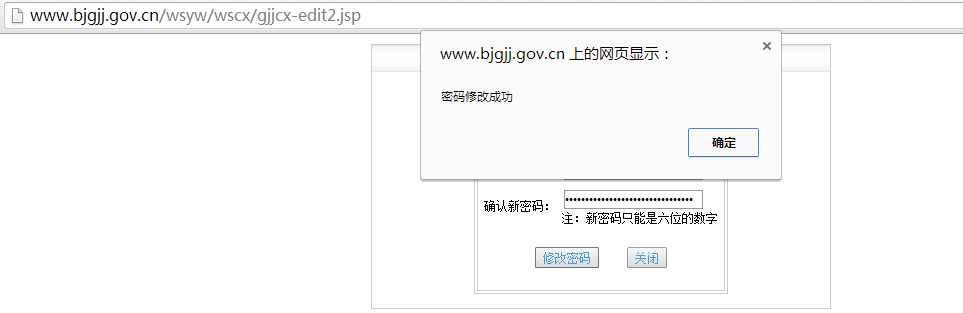 www.bjgjj.gov.cn/wsyw/wscx/gjjcx-edit2.jsp
www.bjgjj.gov.cn 上的网页显示：
密码修改成功
确定
确认新密码：
注：新密码只能是六位的数字
修改密码 关闭